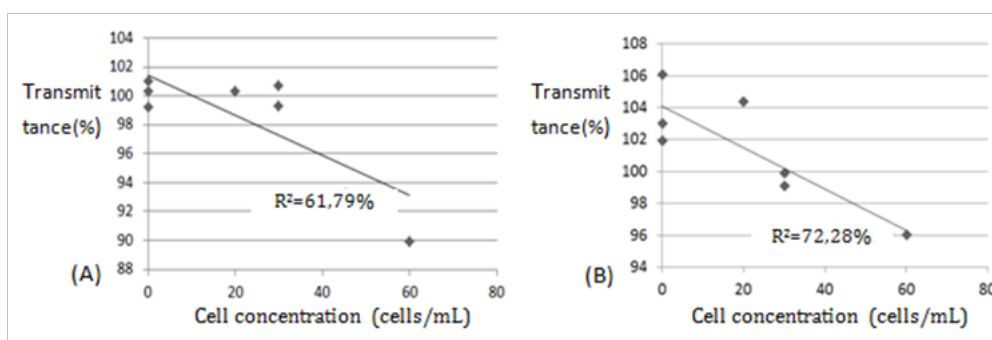 104
102
100
98
96
94
92
90
88
Transmit
tance(%)
R²=61,79%
(A)
0 20 40 60 80
Cell concentration (cells/mL)
108
106
104
102
100
98
96
94
Transmit
tance(%)
R²=72,28%
(B)
0 20 40 60 80
Cell concentration (cells/mL)